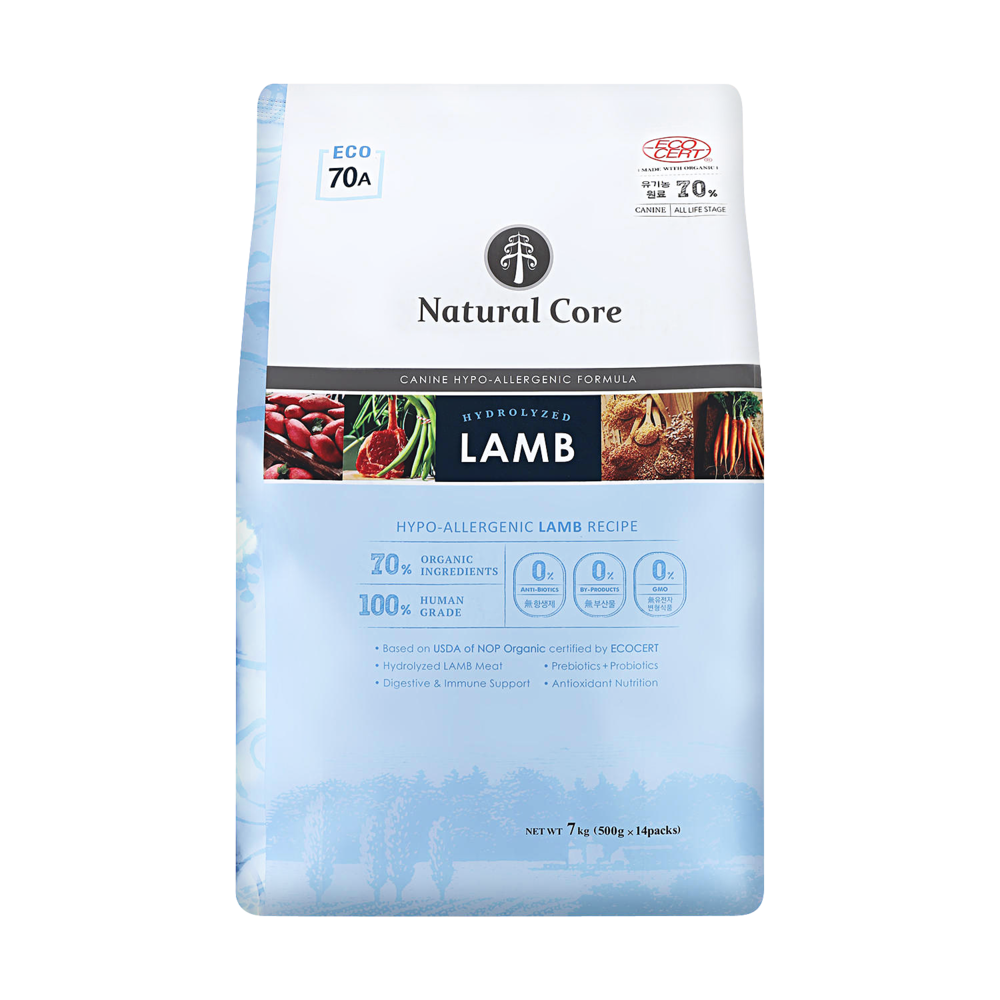 ECO
70A
ECO
CERT
MADE WITH ORGANIC
유기농
원료 70%
CANINE ALL LIFE STAGE
Natural Core
CANINE HYPO-ALLERGENIC FORMULA
HYDROLYZED
LAMB
HYPO-ALLERGENIC LAMB RECIPE
70% ORGANIC
INGREDIENTS
100% HUMAN
GRADE
0%
ANTI-BIOTICS
無항생제
0%
BY-PRODUCTS
無부산물
0%
GMO
無유전자
변형식품
• Based on USDA of NOP Organic certified by ECOCERT
• Hydrolyzed LAMB Meat • Prebiotics + Probiotics
• Digestive & Immune Support • Antioxidant Nutrition
NET WT 7kg (500g x 14packs)